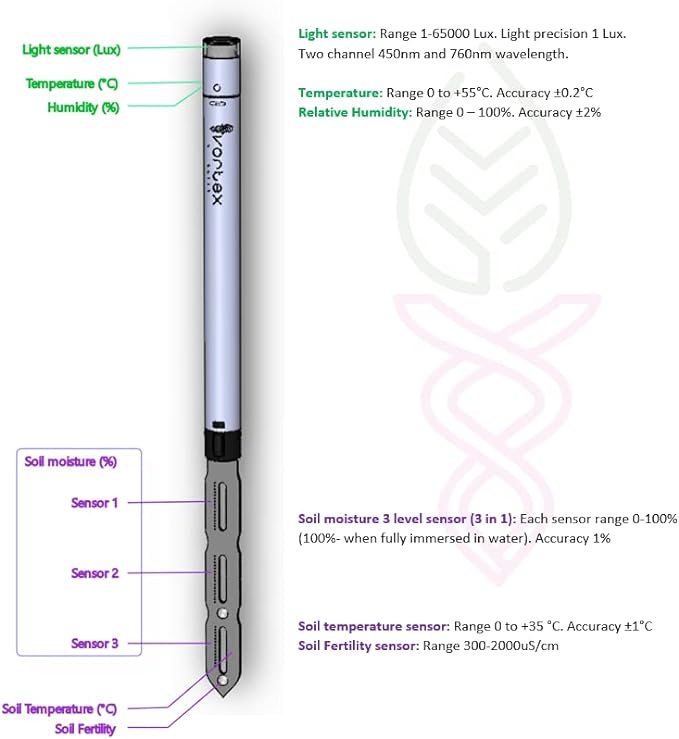 Light sensor (Lux)
Temperature (°C)
Humidity (%)
vortex
Soil moisture (%)
Sensor 1
Sensor 2
Sensor 3
Soil Temperature (°C)
Soil Fertility
Light sensor: Range 1-65000 Lux. Light precision 1 Lux.
Two channel 450nm and 760nm wavelength.
Temperature: Range 0 to +55°C. Accuracy ±0.2°C
Relative Humidity: Range 0 – 100%. Accuracy ±2%
Soil moisture 3 level sensor (3 in 1): Each sensor range 0-100%
(100%- when fully immersed in water). Accuracy 1%
Soil temperature sensor: Range 0 to +35 °C. Accuracy ±1°C
Soil Fertility sensor: Range 300-2000uS/cm